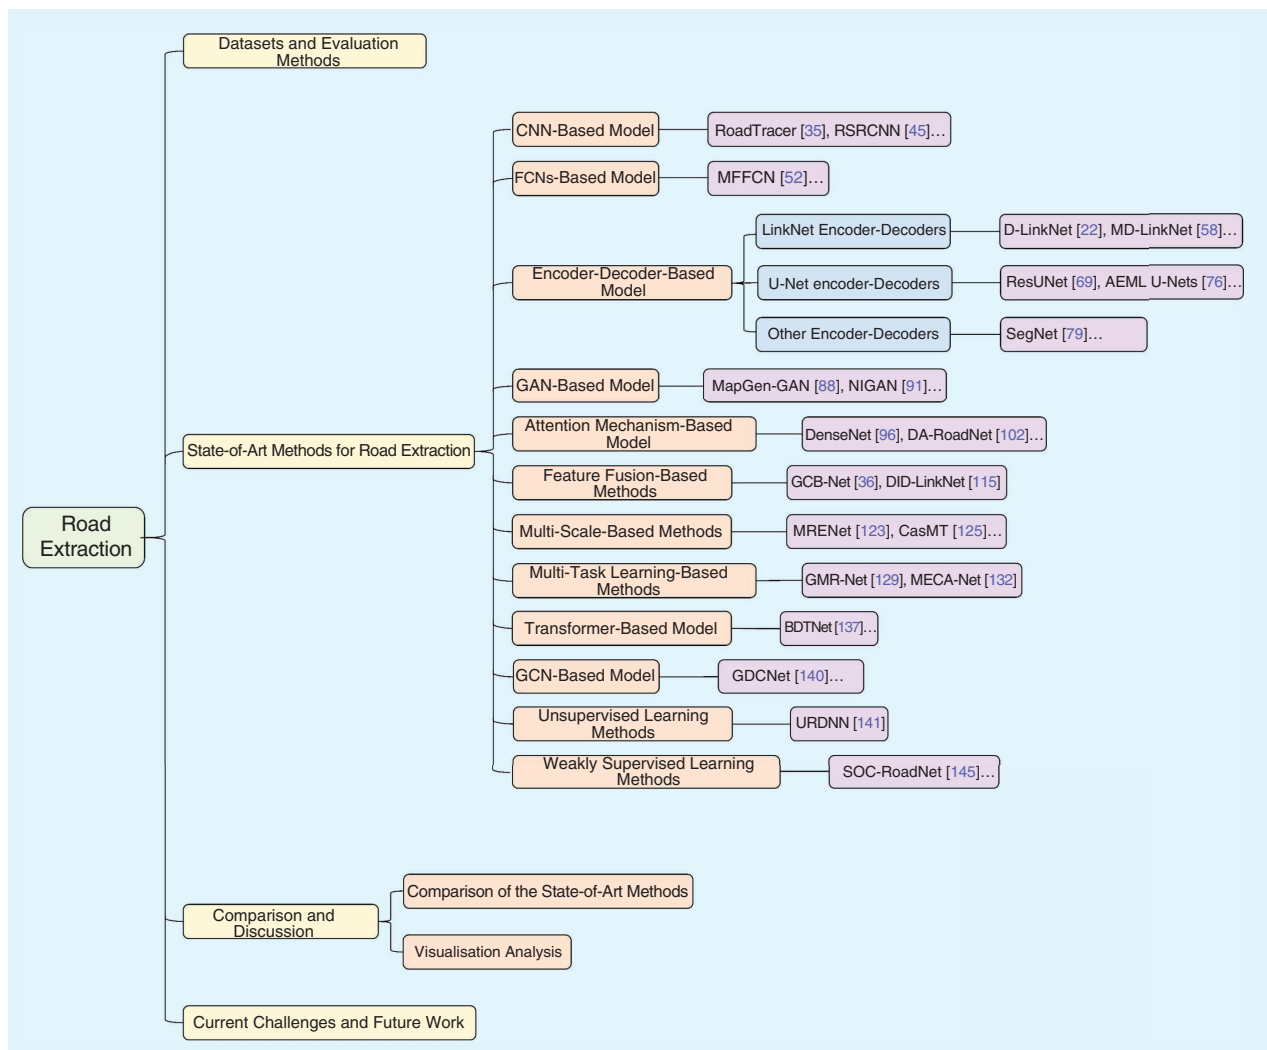 Datasets and Evaluation
Methods
CNN-Based Model
RoadTracer [35], RSRCNN [45]...
FCNs-Based Model
MFFCN [52]...
LinkNet Encoder-Decoders
D-LinkNet [22], MD-LinkNet [58]...
Encoder-Decoder-Based
Model
U-Net encoder-Decoders
ResUNet [69], AEML U-Nets [76]...
Other Encoder-Decoders
SegNet [79]...
GAN-Based Model
MapGen-GAN [88], NIGAN [91]...
Attention Mechanism-Based
Model
DenseNet [96], DA-RoadNet [102]...
State-of-Art Methods for Road Extraction
Feature Fusion-Based
Methods
GCB-Net [36], DID-LinkNet [115]
Road
Extraction
Multi-Scale-Based Methods
MRENet [123], CasMT [125]...
Multi-Task Learning-Based
Methods
GMR-Net [129], MECA-Net [132]
Transformer-Based Model
BDTNet [137]...
GCN-Based Model
GDCNet [140]...
Unsupervised Learning
Methods
URDNN [141]
Weakly Supervised Learning
Methods
SOC-RoadNet [145]...
Comparison of the State-of-Art Methods
Comparison and
Discussion
Visualisation Analysis
Current Challenges and Future Work